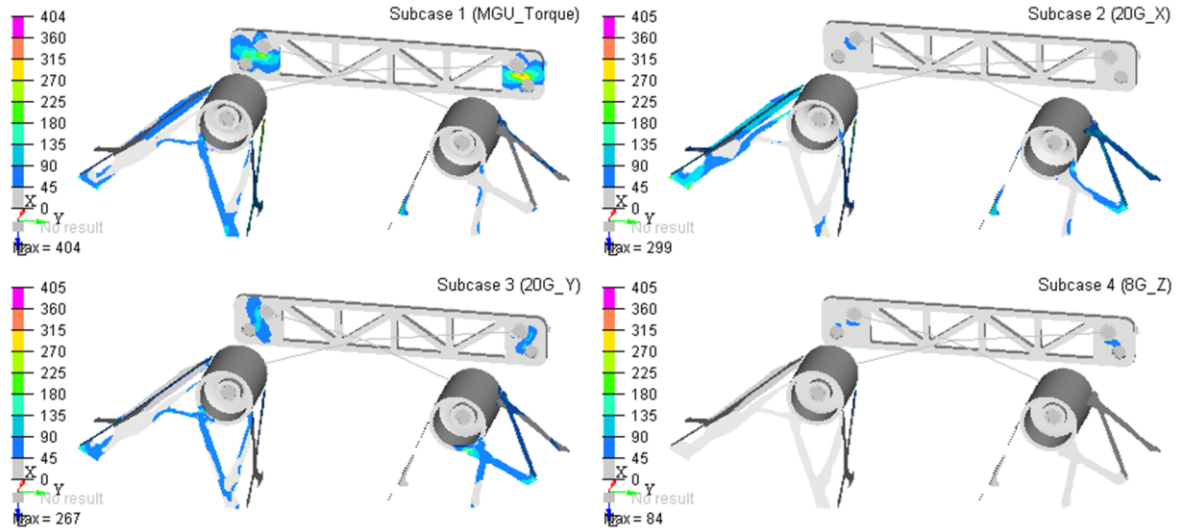 Subcase 1 (MGU_Torque)
404
360
315
270
225
180
135
90
45
0
X
Y
No result
Max = 404
Subcase 2 (20G_X)
405
360
315
270
225
180
135
90
45
0
X
Y
No result
Max = 299
Subcase 3 (20G_Y)
405
360
315
270
225
180
135
90
45
0
X
Y
No result
Max = 267
Subcase 4 (8G_Z)
405
360
315
270
225
180
135
90
45
0
X
Y
No result
Max = 84